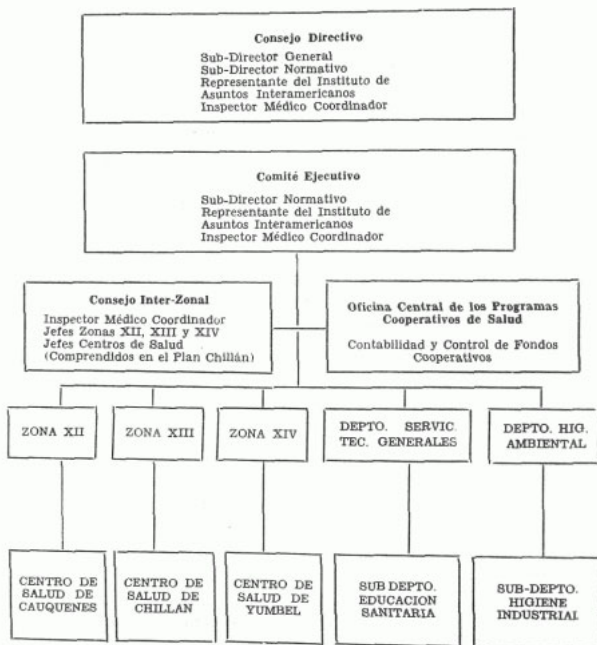 Consejo Directivo
Sub-Director General
Sub-Director Normativo
Representante del Instituto de
Asuntos Interamericanos
Inspector Médico Coordinador
Comité Ejecutivo
Sub-Director Normativo
Representante del Instituto de
Asuntos Interamericanos
Inspector Médico Coordinador
Consejo Inter-Zonal
Inspector Médico Coordinador
Jefes Zonas XII, XIII y XIV
Jefes Centros de Salud
(Comprendidos en el Plan Chillán)
Oficina Central de los Programas
Cooperativos de Salud
Contabilidad y Control de Fondos
Cooperativos
ZONA XII
ZONA XIII
ZONA XIV
DEPTO. SERVIC.
TEC. GENERALES
DEPTO. HIG.
AMBIENTAL
CENTRO DE
SALUD DE
CAUQUENES
CENTRO DE
SALUD DE
CHILLAN
CENTRO DE
SALUD DE
YUMBEL
SUB DEPTO.
EDUCACION
SANITARIA
SUB-DEPTO.
HIGIENE
INDUSTRIAL